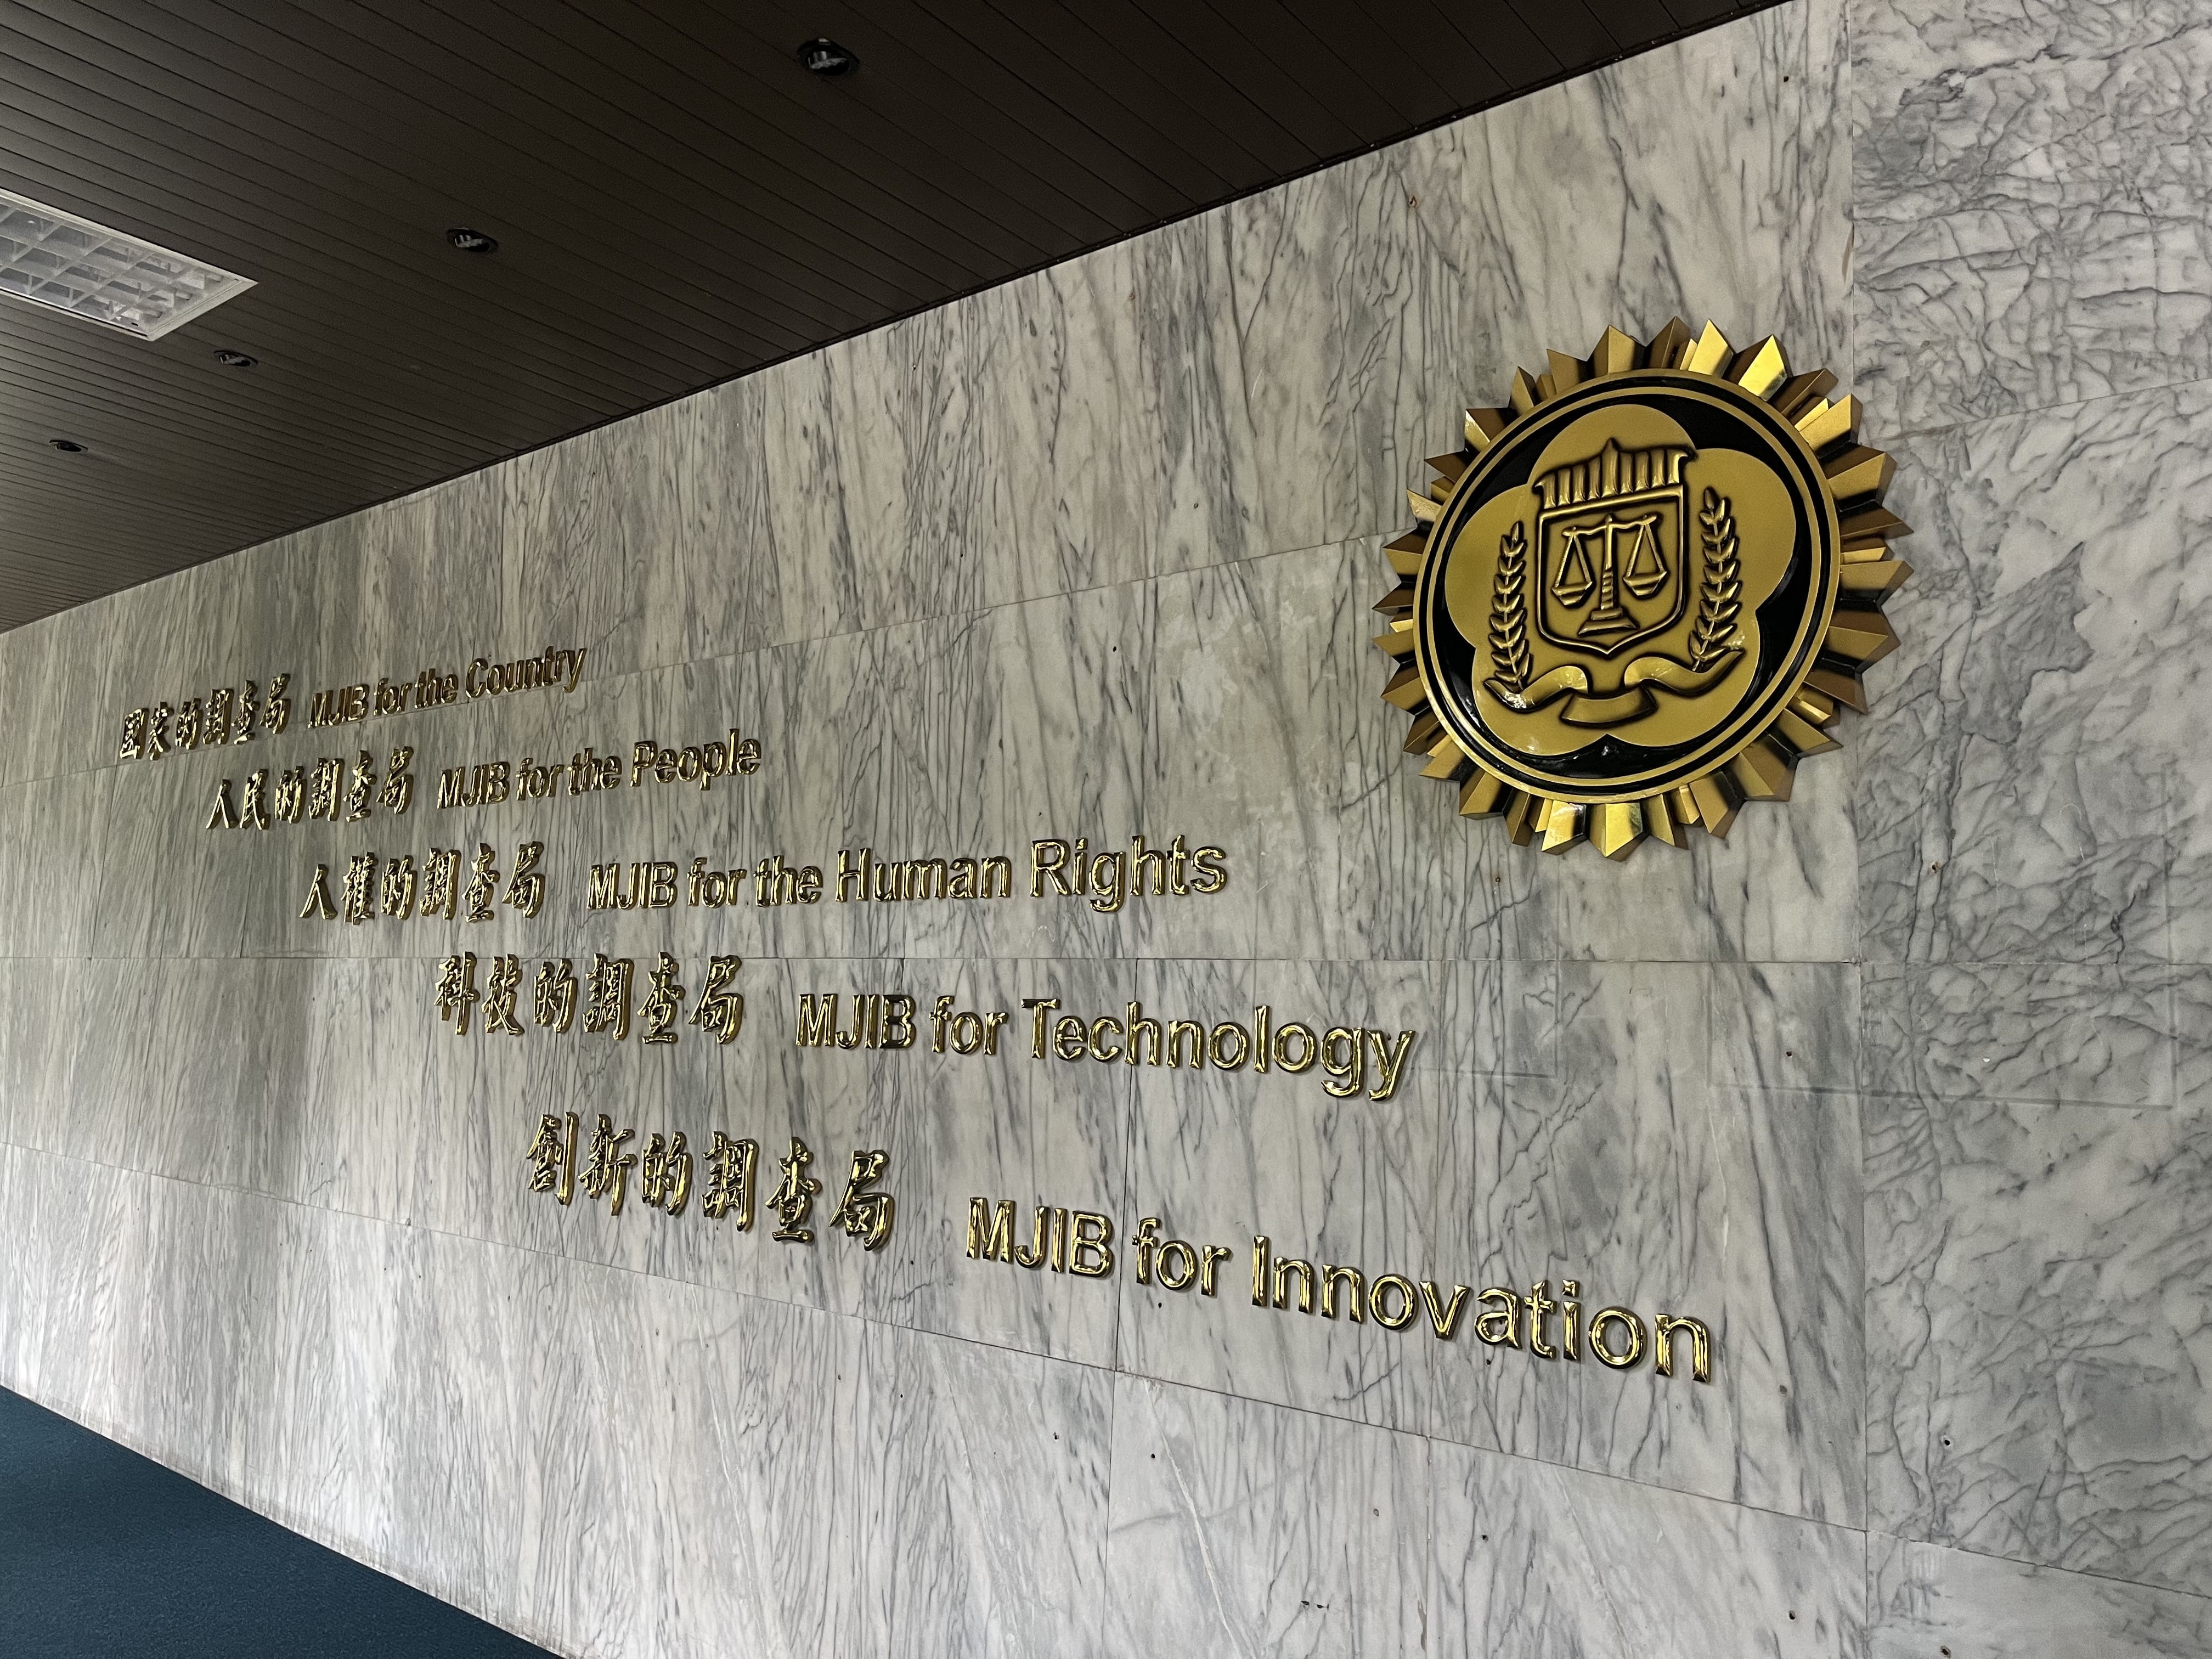 國家的調查局 MJIB for the Country
人民的調查局 MJIB for the People
人權的調查局 MJIB for the Human Rights
科技的調查局 MJIB for Technology
創新的調查局 MJIB for Innovation